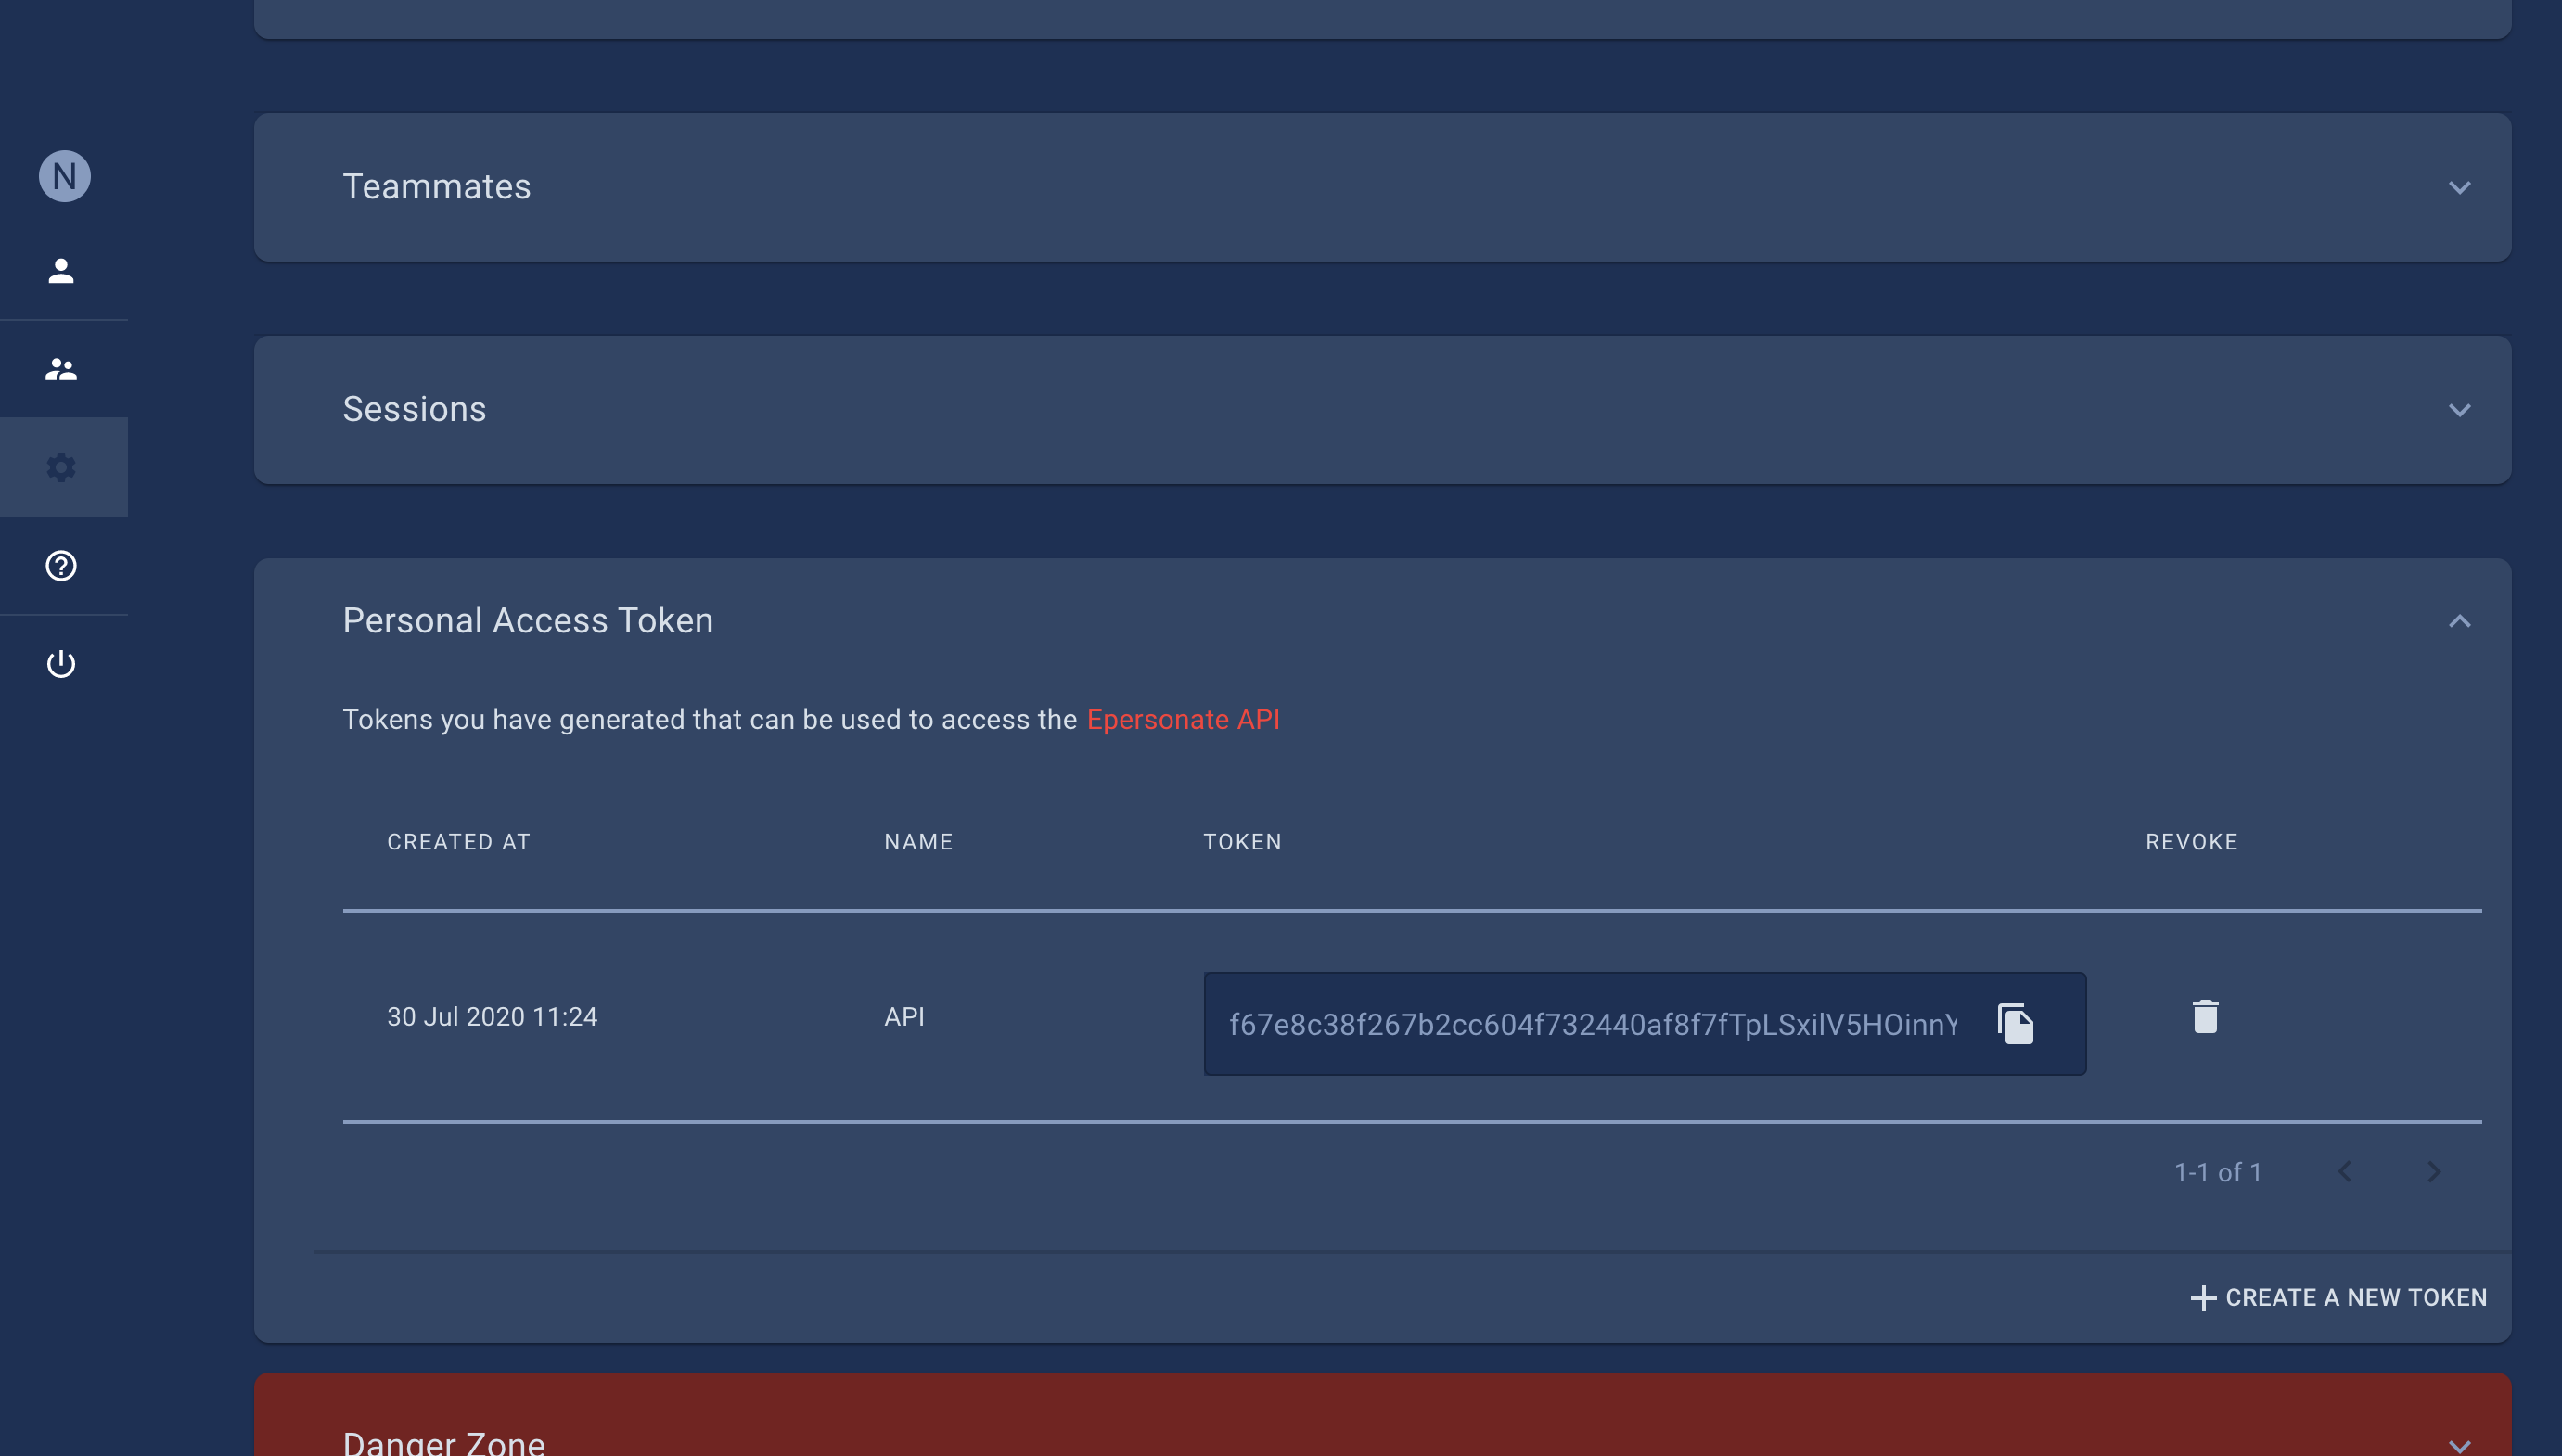 N
Teammates
Sessions
Personal Access Token
Tokens you have generated that can be used to access the Epersonate API
CREATED AT NAME TOKEN REVOKE
30 Jul 2020 11:24 API f67e8c38f267b2cc604f732440af8f7fTpLSxilV5HOinnY
1-1 of 1
CREATE A NEW TOKEN
Danger Zone